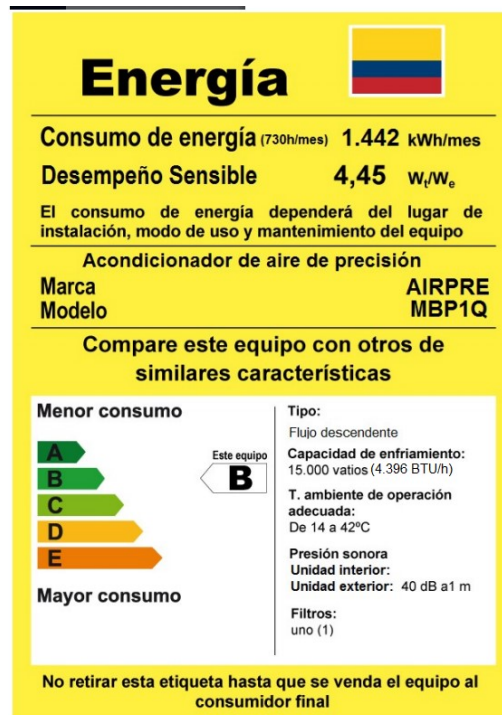 Energía
Consumo de energía (730h/mes) 1.442 kWh/mes
Desempeño Sensible 4,45 Wt/We
El consumo de energía dependerá del lugar de
instalación, modo de uso y mantenimiento del equipo
Acondicionador de aire de precisión
Marca AIRPRE
Modelo MBP1Q
Compare este equipo con otros de
similares características
Menor consumo
A
B
C
D
E
Mayor consumo
Este equipo
B
Tipo:
Flujo descendente
Capacidad de enfriamiento:
15.000 vatios (4.396 BTU/h)
T. ambiente de operación
adecuada:
De 14 a 42ºC
Presión sonora
Unidad interior:
Unidad exterior: 40 dB a1 m
Filtros:
uno (1)
No retirar esta etiqueta hasta que se venda el equipo al
consumidor final